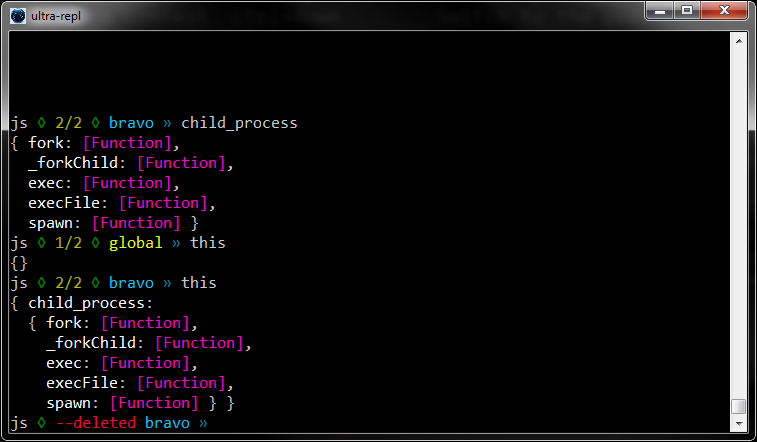 ultra-repl
js ◊ 2/2 ◊ bravo » child_process
{ fork: [Function],
  _forkChild: [Function],
  exec: [Function],
  execFile: [Function],
  spawn: [Function] }
js ◊ 1/2 ◊ global » this
{}
js ◊ 2/2 ◊ bravo » this
{ child_process:
  { fork: [Function],
    _forkChild: [Function],
    exec: [Function],
    execFile: [Function],
    spawn: [Function] } }
js ◊ --deleted bravo »